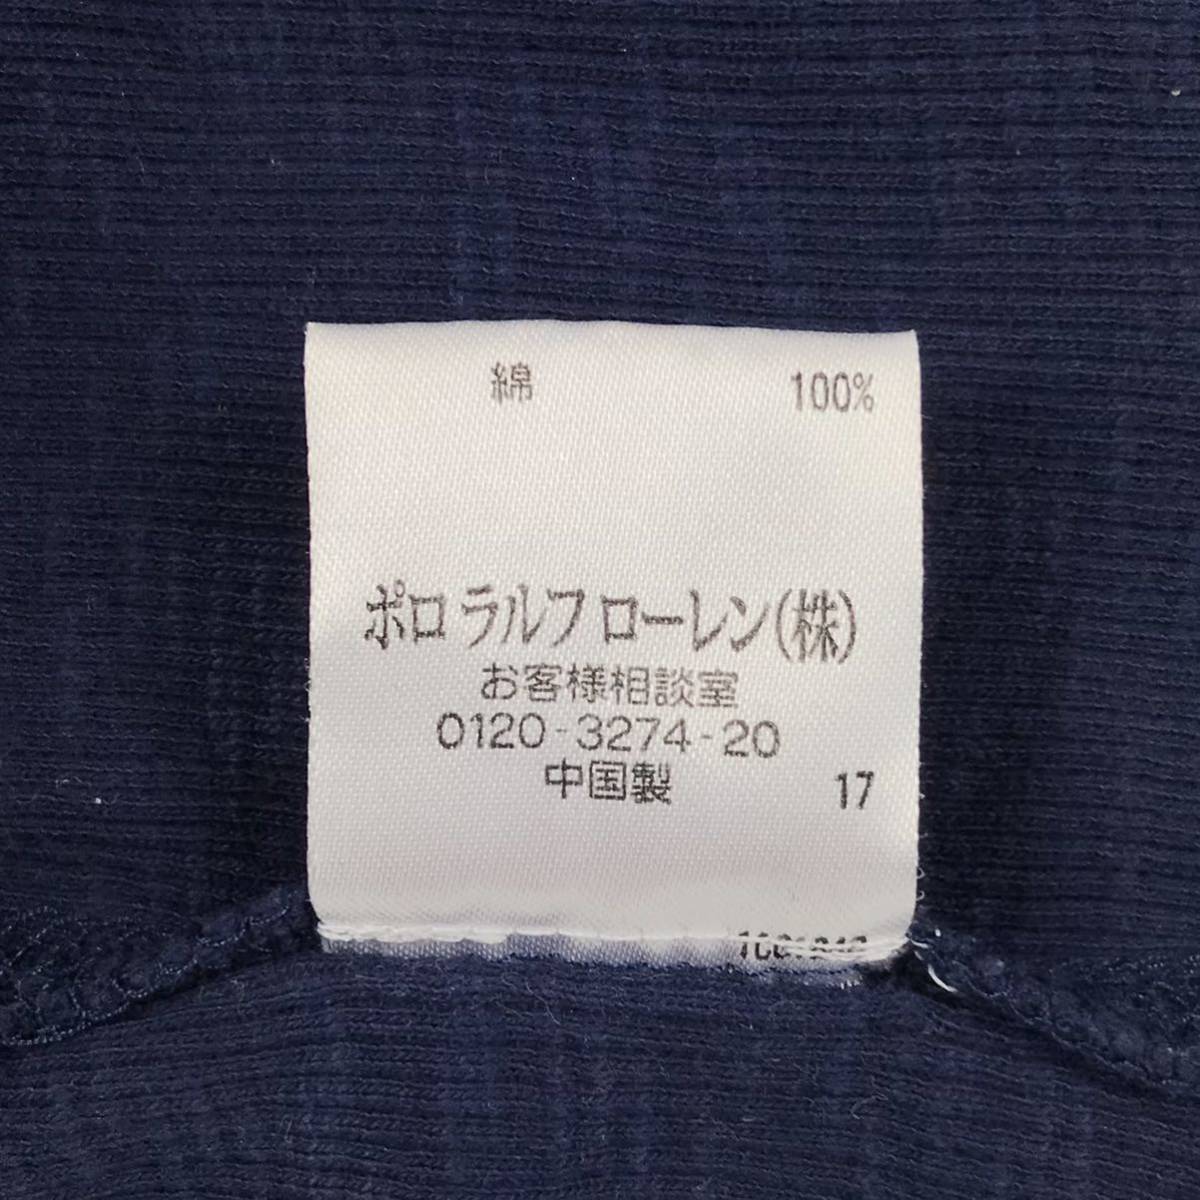 綿 100%
ポロ ラルフ ローレン(株)
お客様相談室
0120-3274-20
中国製 17